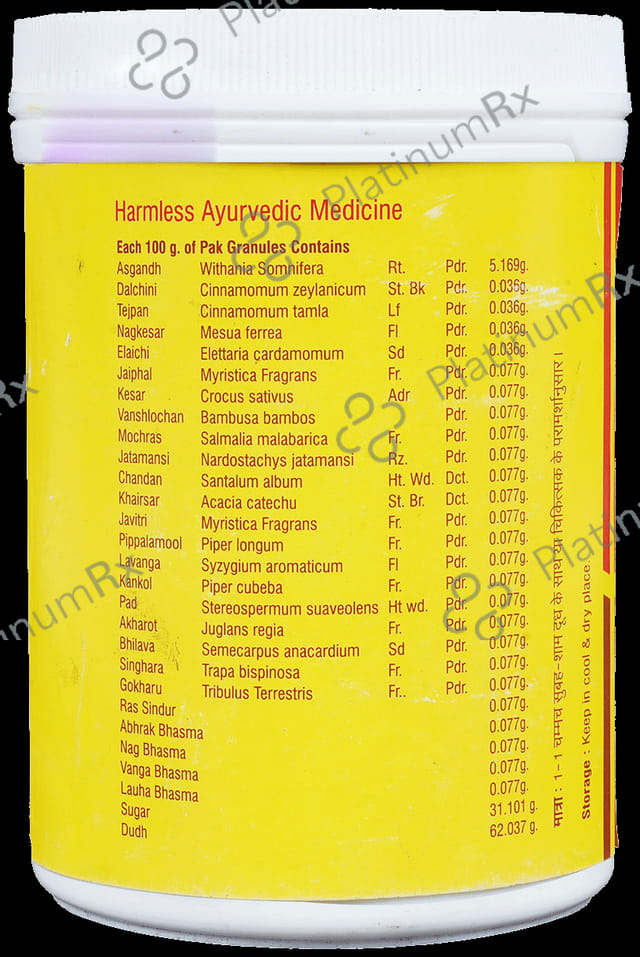 Harmless Ayurvedic Medicine
Each 100 g. of Pak Granules Contains
Asgandh Withania Somnifera Rt. Pdr. 5.169g.
Dalchini Cinnamomum zeylanicum St. Bk Pdr. 0.036g.
Tejpan Cinnamomum tamla Lf Pdr. 0.036g.
Nagkesar Mesua ferrea Fl Pdr. 0.036g.
Elaichi Elettaria cardamomum Sd Pdr. 0.036g.
Jaiphal Myristica Fragrans Fr. Pdr. 0.077g.
Kesar Crocus sativus Adr Pdr. 0.077g.
Vanshlochan Bambusa bambos Pdr. 0.077g.
Mochras Salmalia malabarica Fr. Pdr. 0.077g.
Jatamansi Nardostachys jatamansi Rz. Pdr. 0.077g.
Chandan Santalum album Ht. Wd. Dct. 0.077g.
Khairsar Acacia catechu St. Br. Dct. 0.077g.
Javitri Myristica Fragrans Fr. Pdr. 0.077g.
Pippalamool Piper longum Fr. Pdr. 0.077g.
Lavanga Syzygium aromaticum Fl Pdr. 0.077g.
Kankol Piper cubeba Fr. Pdr. 0.077g.
Pad Stereospermum suaveolens Ht wd. Pdr. 0.077g.
Akharot Juglans regia Fr. Pdr. 0.077g.
Bhilava Semecarpus anacardium Sd Pdr. 0.077g.
Singhara Trapa bispinosa Fr. Pdr. 0.077g.
Gokharu Tribulus Terrestris Fr.. Pdr. 0.077g.
Ras Sindur 0.077g.
Abhrak Bhasma 0.077g.
Nag Bhasma 0.077g.
Vanga Bhasma 0.077g.
Lauha Bhasma 0.077g.
Sugar 31.101 g.
Dudh 62.037 g.
मात्रा : 1-1 चम्मच सुबह-शाम दूध के साथ या चिकित्सक के परामर्शानुसार।
Storage : Keep in cool & dry place.
PlatinumRx
PlatinumRx
PlatinumRx
PlatinumRx
PlatinumRx